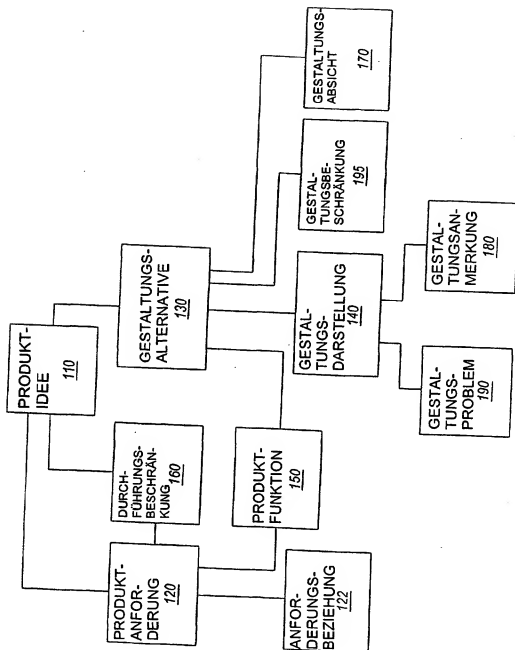 PRODUKT-
IDEE
110
DURCH-
FÜHRUNGS-
BESCHRÄN-
KUNG
160
PRODUKT-
ANFOR-
DERUNG
120
GESTALTUNGS-
ALTERNATIVE
130
PRODUKT-
FUNKTION
150
ANFOR-
DERUNGS-
BEZIEHUNG
122
GESTAL-
TUNGS-
DARSTELLUNG
140
GESTAL-
TUNGSBE-
SCHRÄNKUNG
195
GESTALTUNGS-
ABSICHT
170
GESTAL-
TUNGS-
PROBLEM
190
GESTAL-
TUNGSAN-
MERKUNG
180